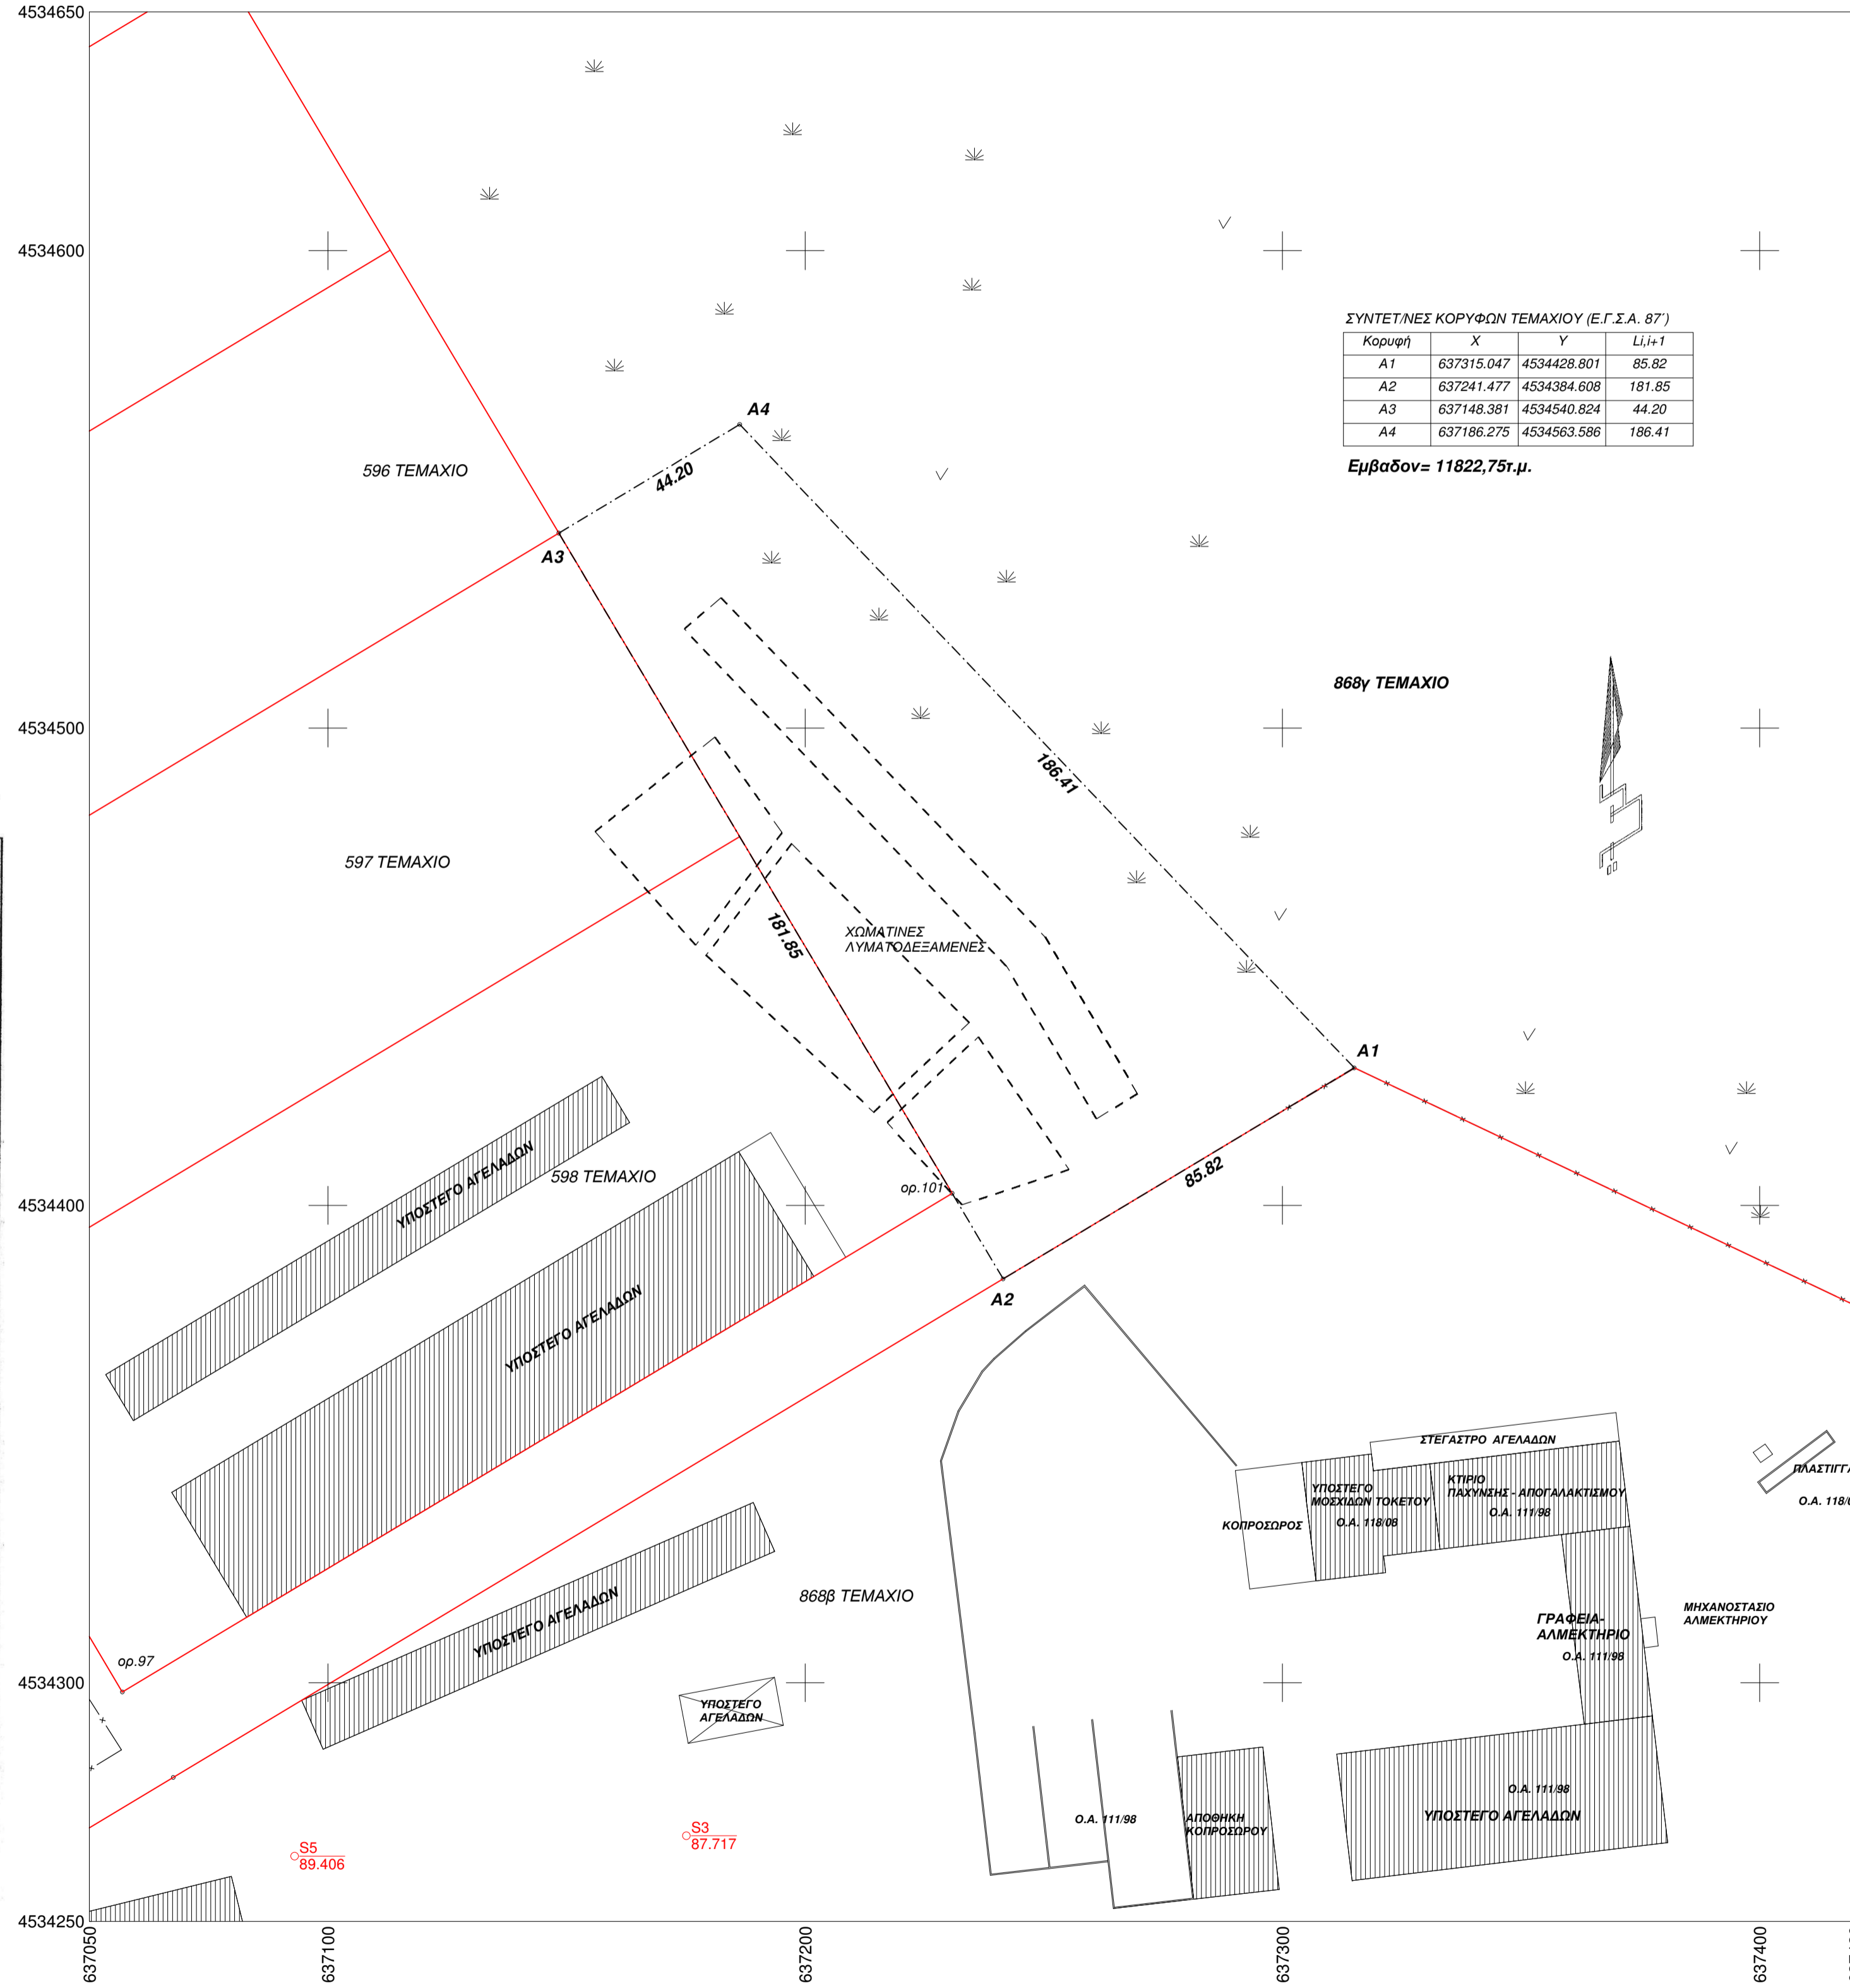 4534650
4534600
ΣΥΝΤΕΤ/ΝΕΣ ΚΟΡΥΦΩΝ ΤΕΜΑΧΙΟΥ (Ε.Γ.Σ.Α. 87΄)
Κορυφή X Y Li,i+1
A1 637315.047 4534428.801 85.82
A2 637241.477 4534384.608 181.85
A3 637148.381 4534540.824 44.20
A4 637186.275 4534563.586 186.41
Εμβαδον= 11822,75τ.μ.
A4
596 ΤΕΜΑΧΙΟ
44.20
A3
868γ ΤΕΜΑΧΙΟ
4534500
186.41
597 ΤΕΜΑΧΙΟ
181.85
ΧΩΜΑΤΙΝΕΣ
ΛΥΜΑΤΟΔΕΞΑΜΕΝΕΣ
A1
ΥΠΟΣΤΕΓΟ ΑΓΕΛΑΔΩΝ
598 ΤΕΜΑΧΙΟ
85.82
ορ.101
4534400
A2
ΥΠΟΣΤΕΓΟ ΑΓΕΛΑΔΩΝ
ΣΤΕΓΑΣΤΡΟ ΑΓΕΛΑΔΩΝ
ΠΛΑΣΤΙΓΓ
ΚΤΙΡΙΟ
ΠΑΧΥΝΣΗΣ - ΑΠΟΓΑΛΑΚΤΙΣΜΟΥ
Ο.Α. 111/98
ΥΠΟΣΤΕΓΟ
ΜΟΣΧΙΔΩΝ ΤΟΚΕΤΟΥ
Ο.Α. 118/08
Ο.Α. 118/0
ΚΟΠΡΟΣΩΡΟΣ
ΥΠΟΣΤΕΓΟ ΑΓΕΛΑΔΩΝ
868β ΤΕΜΑΧΙΟ
ΜΗΧΑΝΟΣΤΑΣΙΟ
ΑΛΜΕΚΤΗΡΙΟΥ
ΓΡΑΦΕΙΑ-
ΑΛΜΕΚΤΗΡΙΟ
Ο.Α. 111/98
ορ.97
4534300
ΥΠΟΣΤΕΓΟ
ΑΓΕΛΑΔΩΝ
Ο.Α. 111/98
ΥΠΟΣΤΕΓΟ ΑΓΕΛΑΔΩΝ
Ο.Α. 111/98
ΑΠΟΘΗΚΗ
ΚΟΠΡΟΣΩΡΟΥ
S3
87.717
S5
89.406
4534250
637050
637100
637200
637300
637400